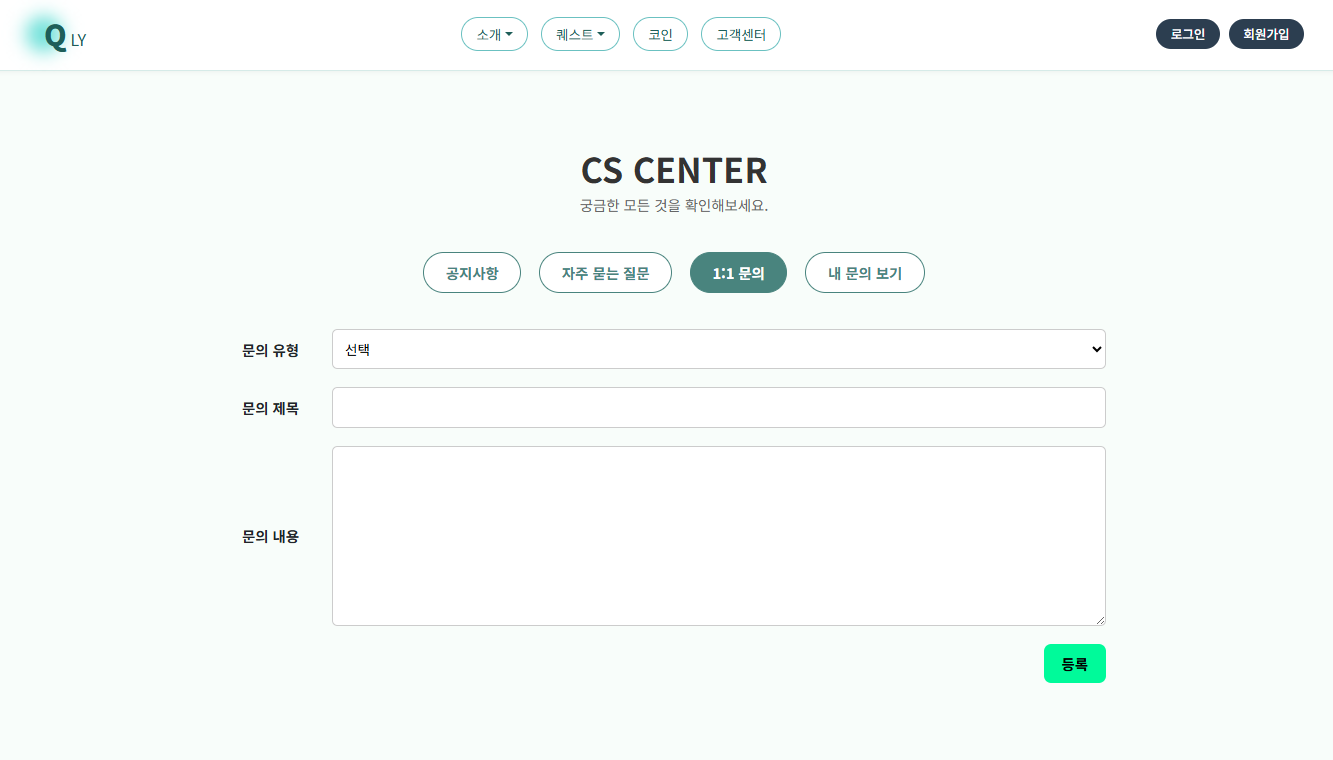 Q LY
소개
퀘스트
코인
고객센터
로그인
회원가입
CS CENTER
궁금한 모든 것을 확인해보세요.
공지사항
자주 묻는 질문
1:1 문의
내 문의 보기
문의 유형
선택
문의 제목
문의 내용
등록